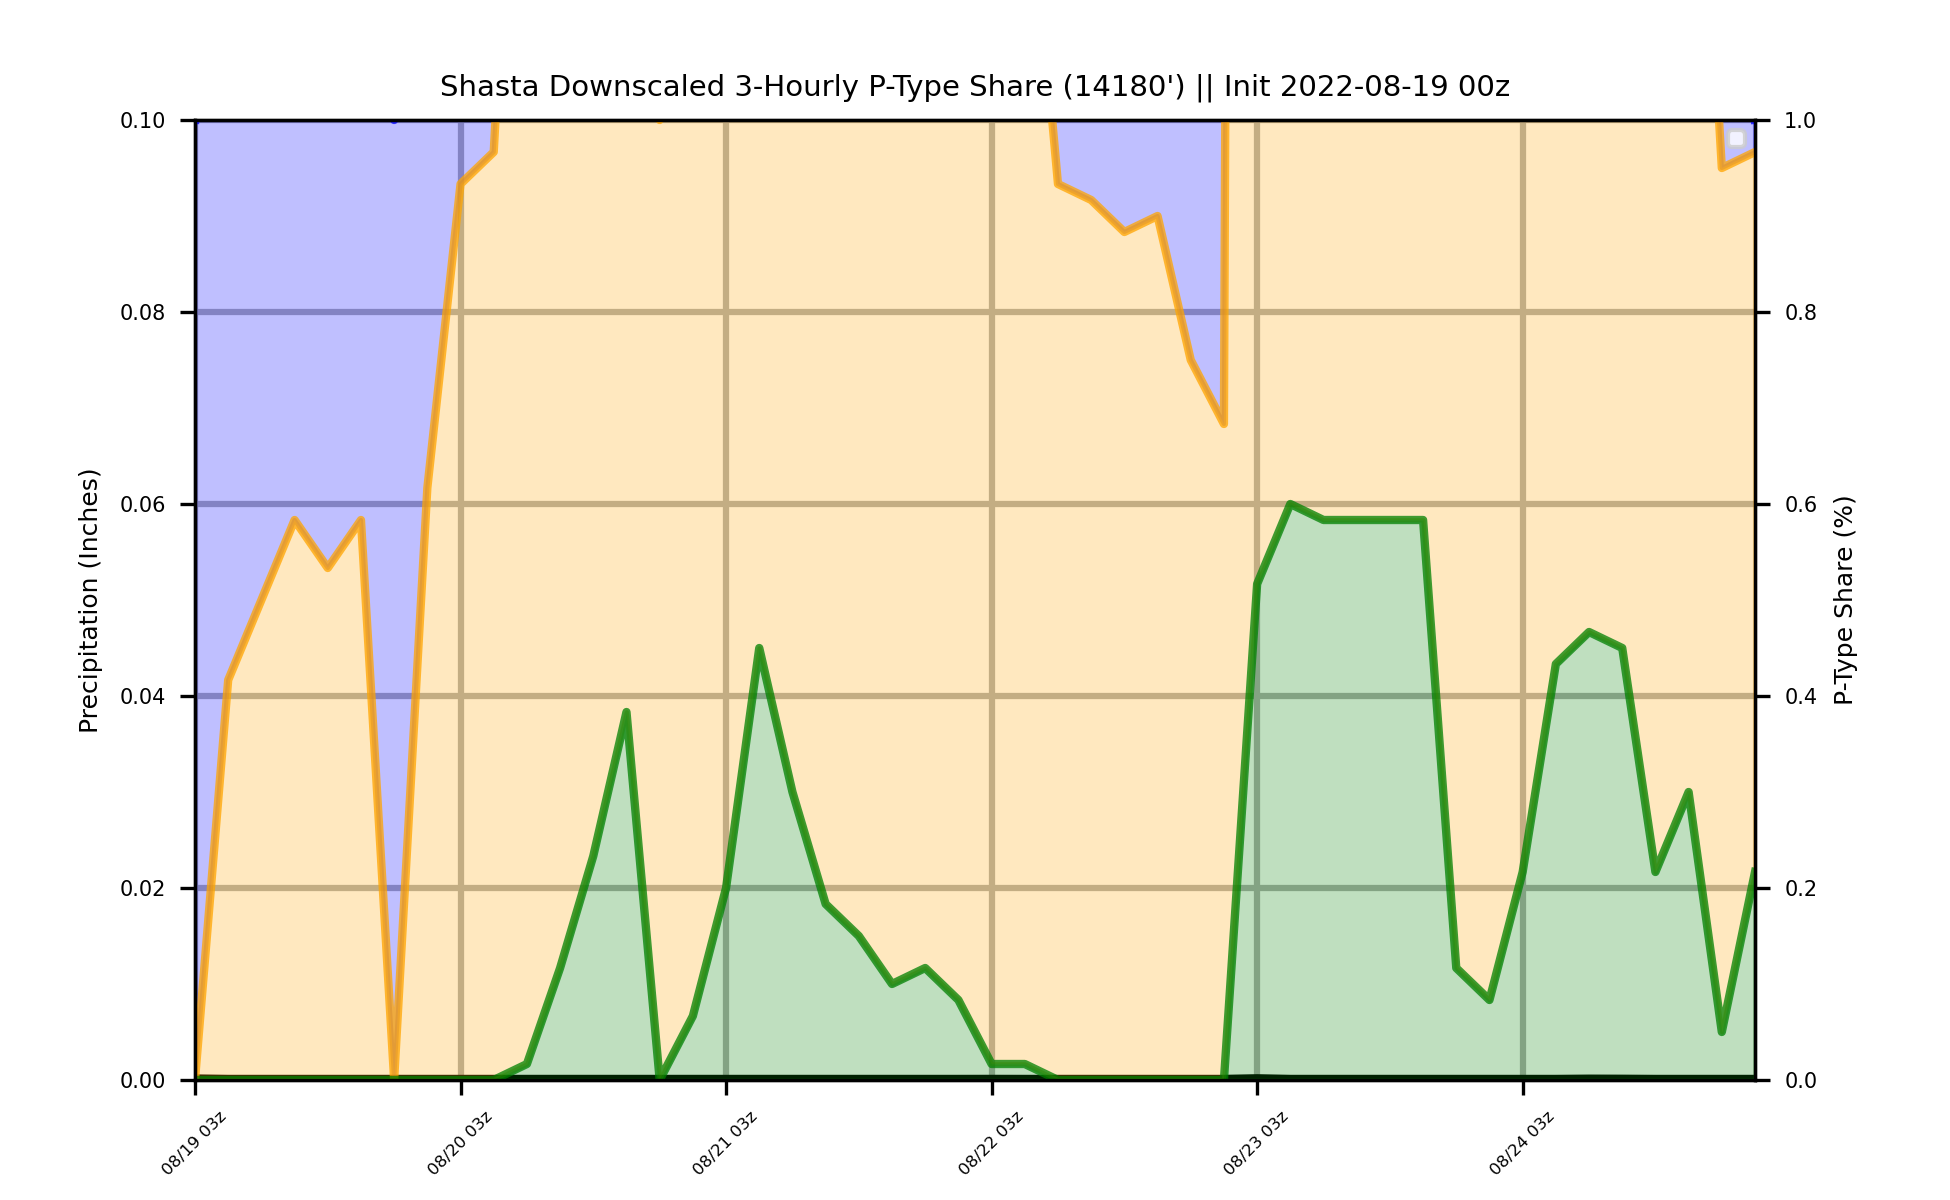 Shasta Downscaled 3-Hourly P-Type Share (14180') || Init 2022-08-19 00z
0.10
0.08
0.06
0.04
0.02
0.00
Precipitation (Inches)
1.0
0.8
0.6
0.4
0.2
0.0
P-Type Share (%)
08/19 03z
08/20 03z
08/21 03z
08/22 03z
08/23 03z
08/24 03z